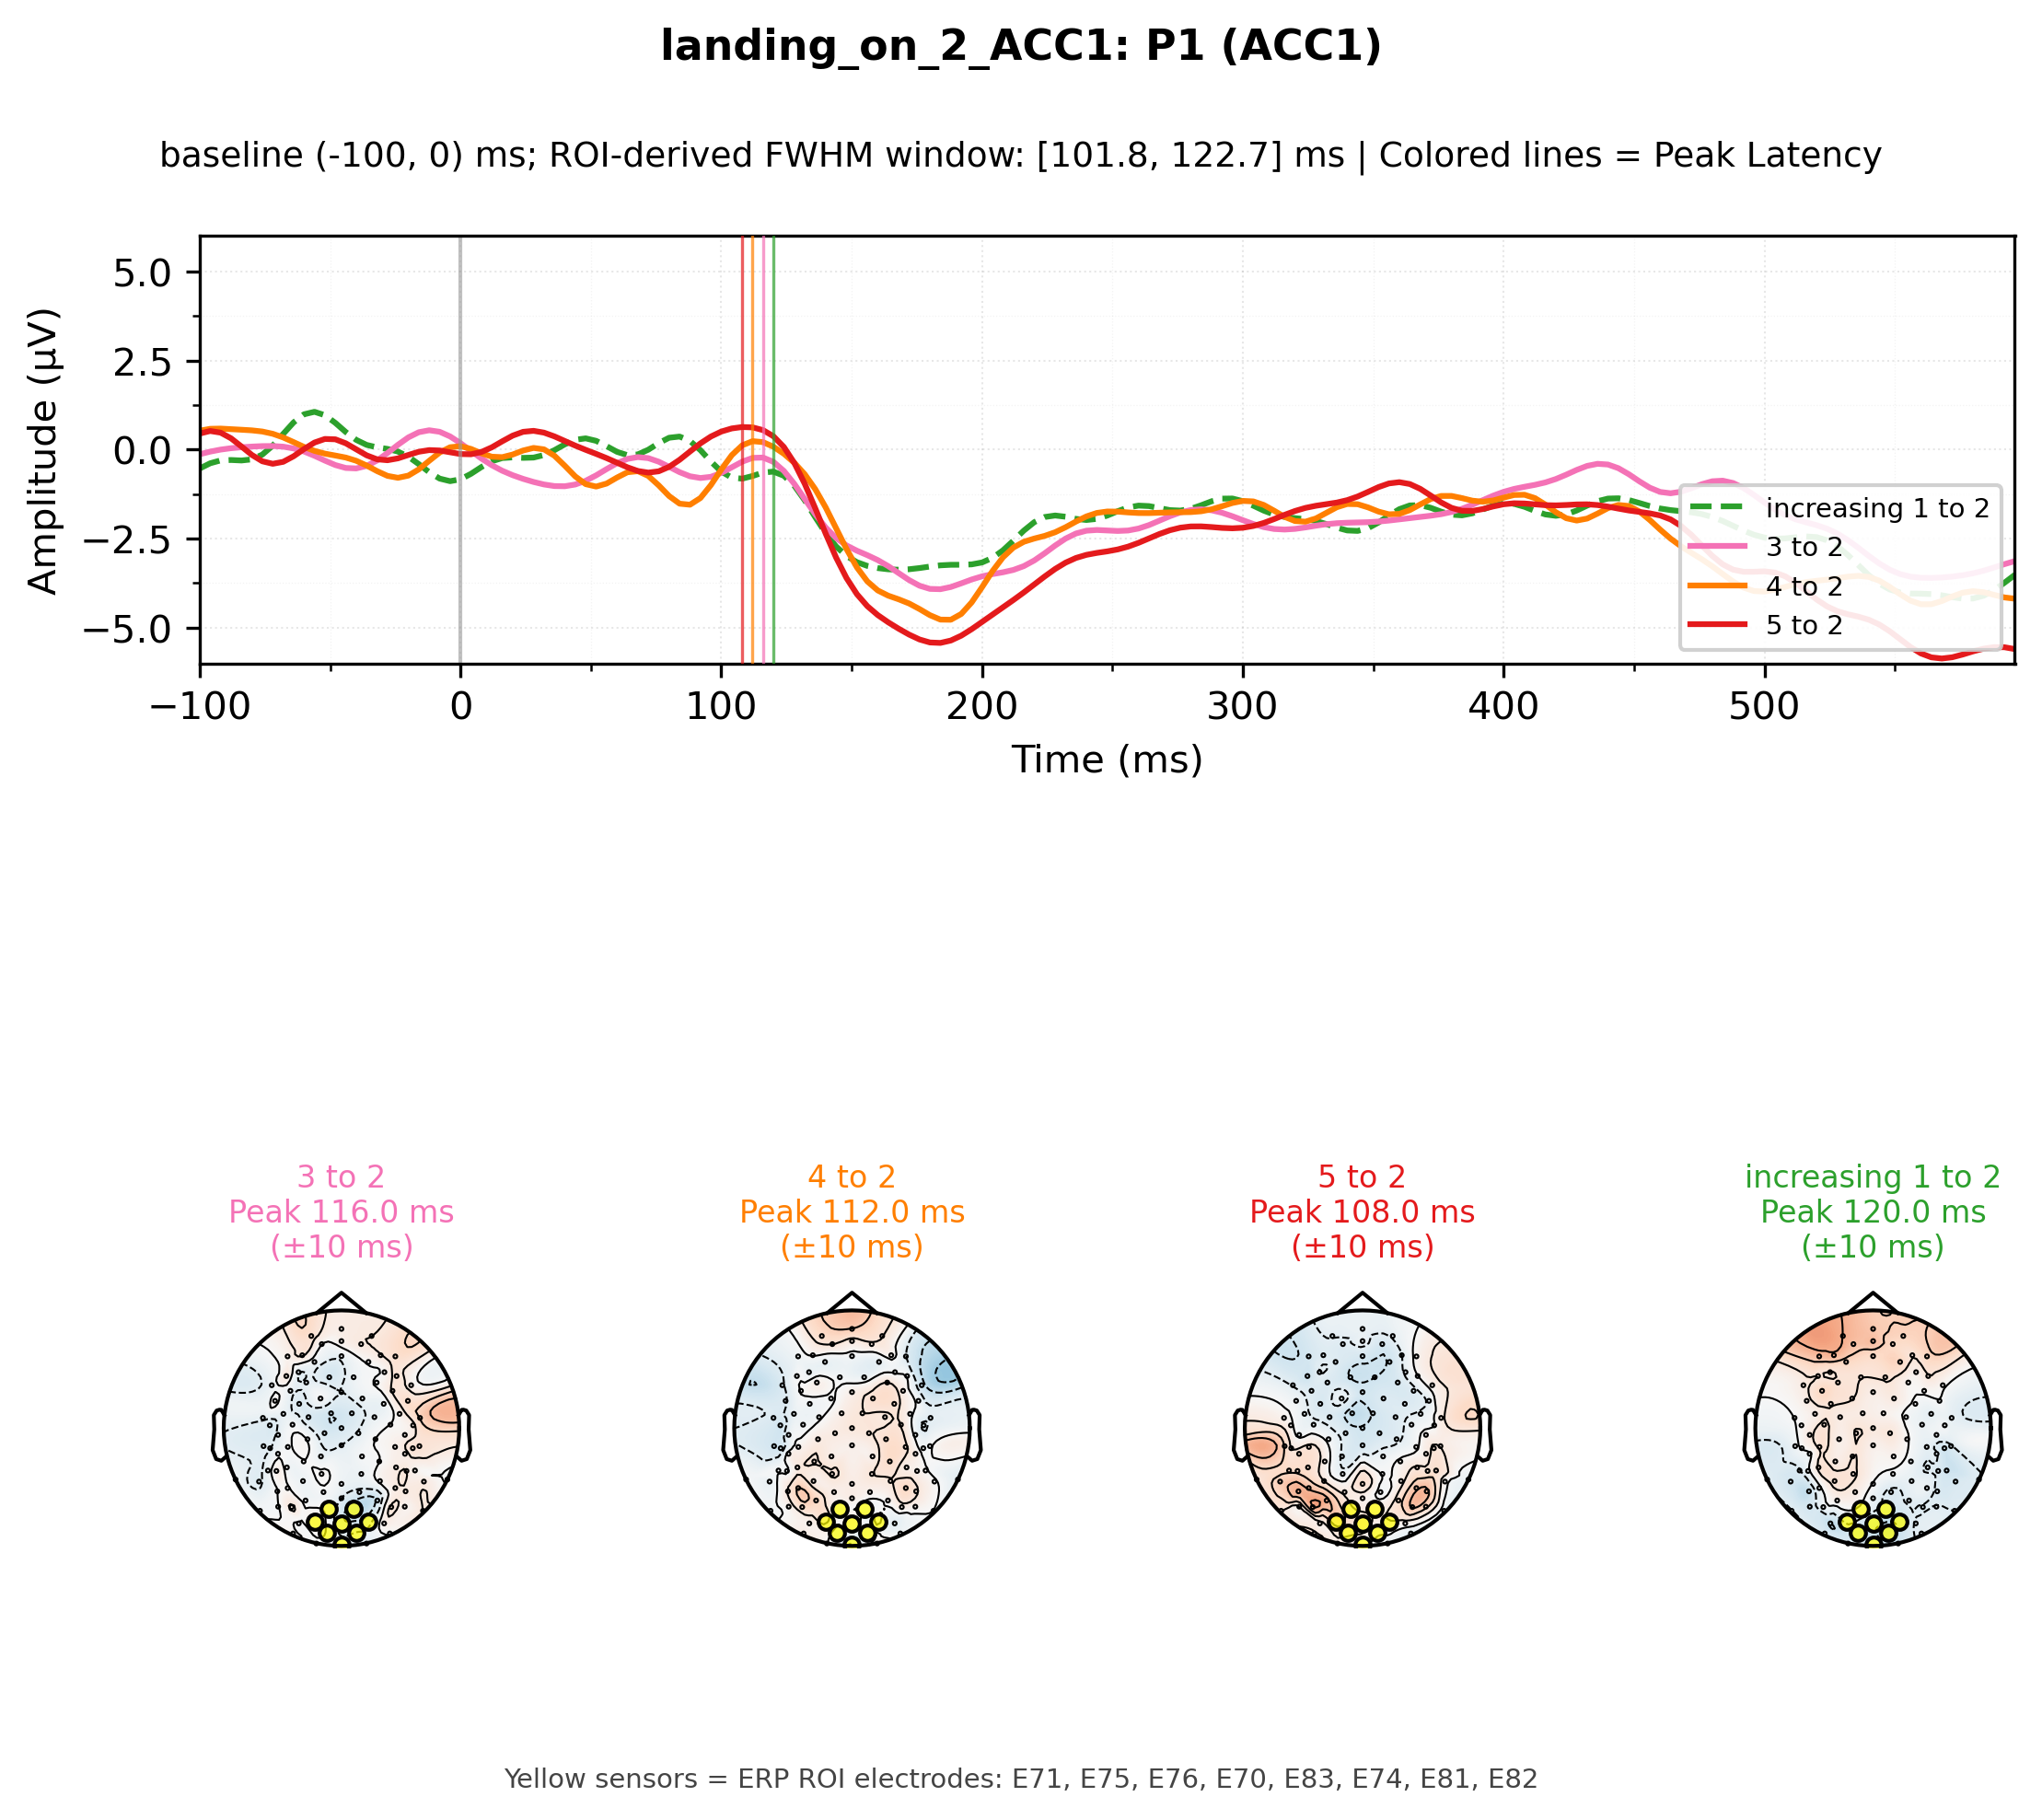 landing_on_2_ACC1: P1 (ACC1)
baseline (-100, 0) ms; ROI-derived FWHM window: [101.8, 122.7] ms | Colored lines = Peak Latency
Amplitude (µV)
5.0
2.5
0.0
−2.5
−5.0
increasing 1 to 2
3 to 2
4 to 2
5 to 2
−100 0 100 200 300 400 500
Time (ms)
3 to 2
Peak 116.0 ms
(±10 ms)
4 to 2
Peak 112.0 ms
(±10 ms)
5 to 2
Peak 108.0 ms
(±10 ms)
increasing 1 to 2
Peak 120.0 ms
(±10 ms)
Yellow sensors = ERP ROI electrodes: E71, E75, E76, E70, E83, E74, E81, E82